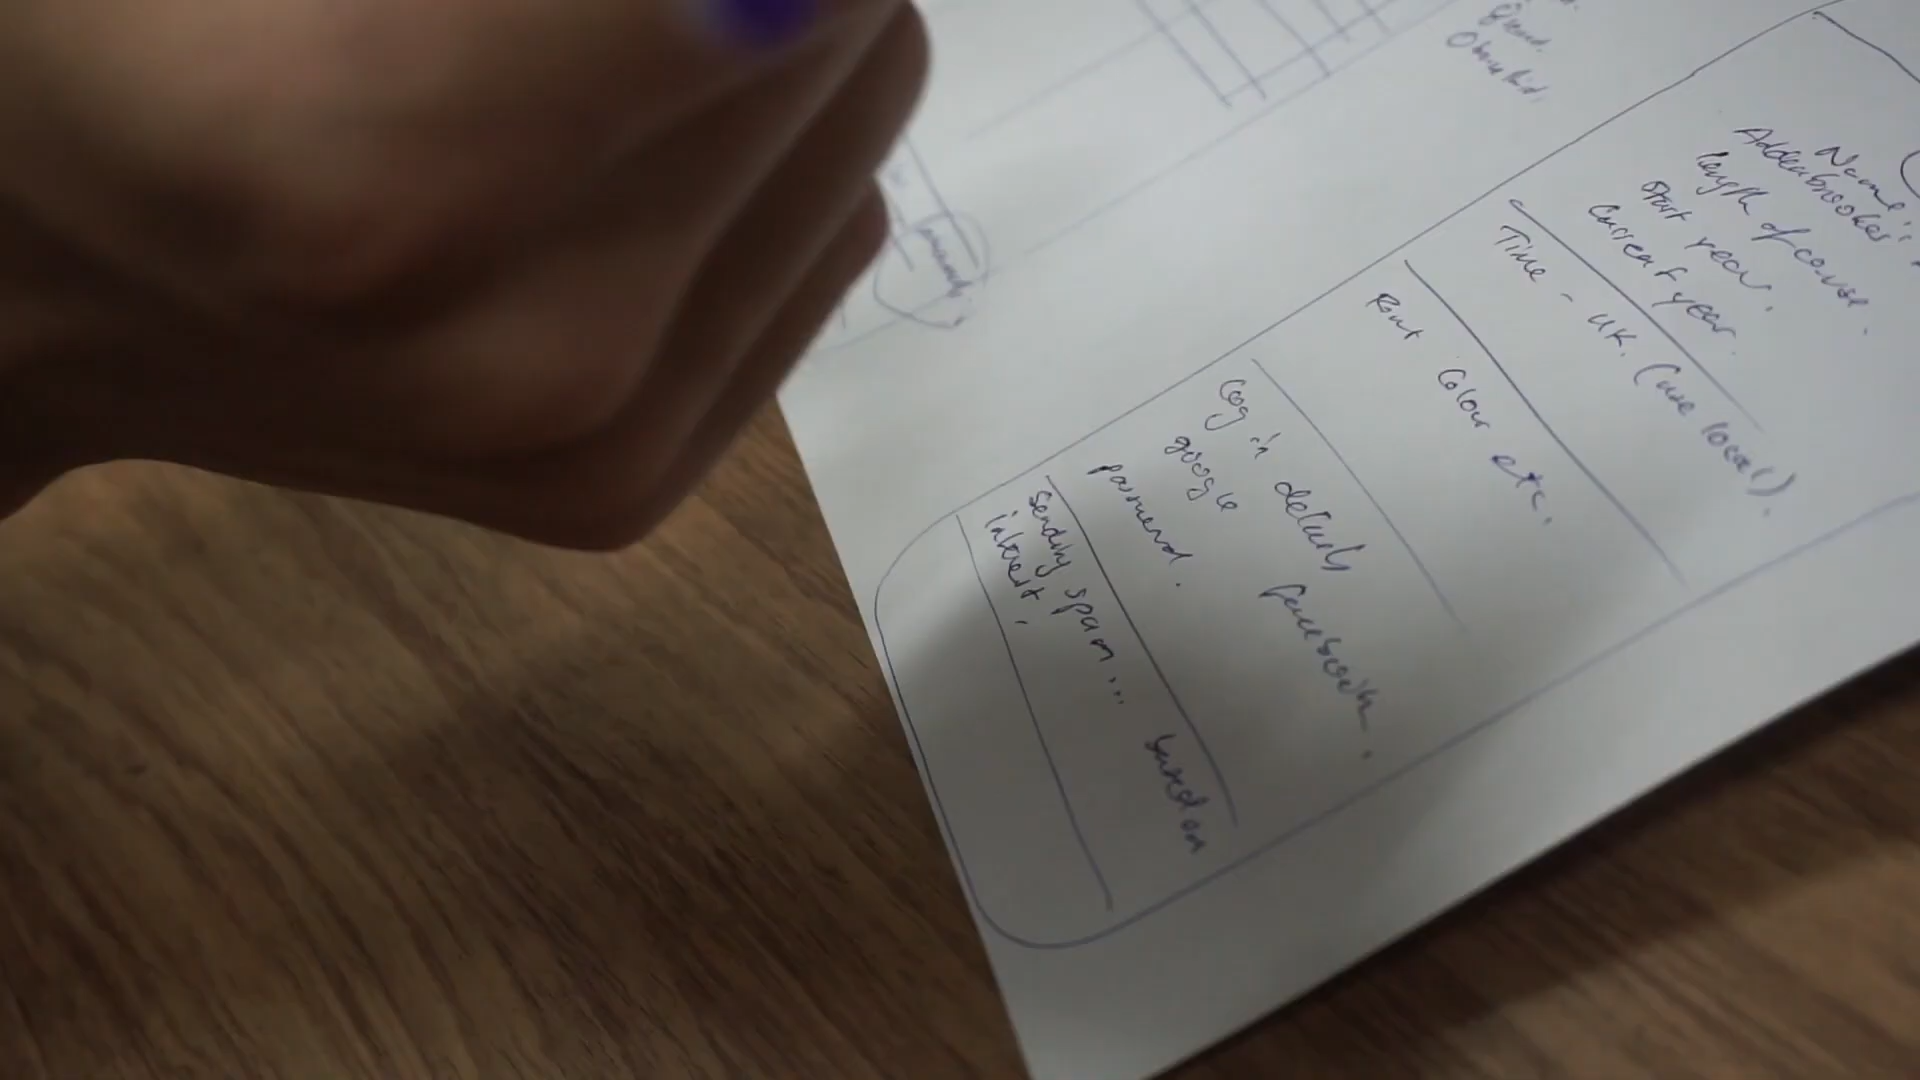 Name:
Addenbrookes
length of course.
Start year.
Current year.
Time - UK. (use local).
Font Colour etc.
Log in details facebook.
google
password.
Sending spam... based on
interest.